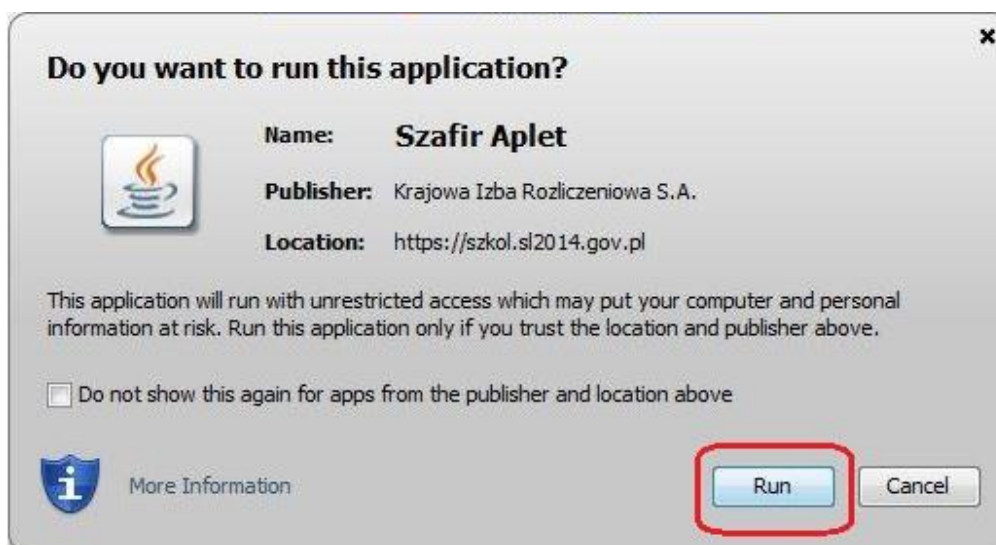 Do you want to run this application?
Name: Szafir Aplet
Publisher: Krajowa Izba Rozliczeniowa S.A.
Location: https://szkol.sl2014.gov.pl
This application will run with unrestricted access which may put your computer and personal
information at risk. Run this application only if you trust the location and publisher above.
Do not show this again for apps from the publisher and location above
More Information
Run
Cancel